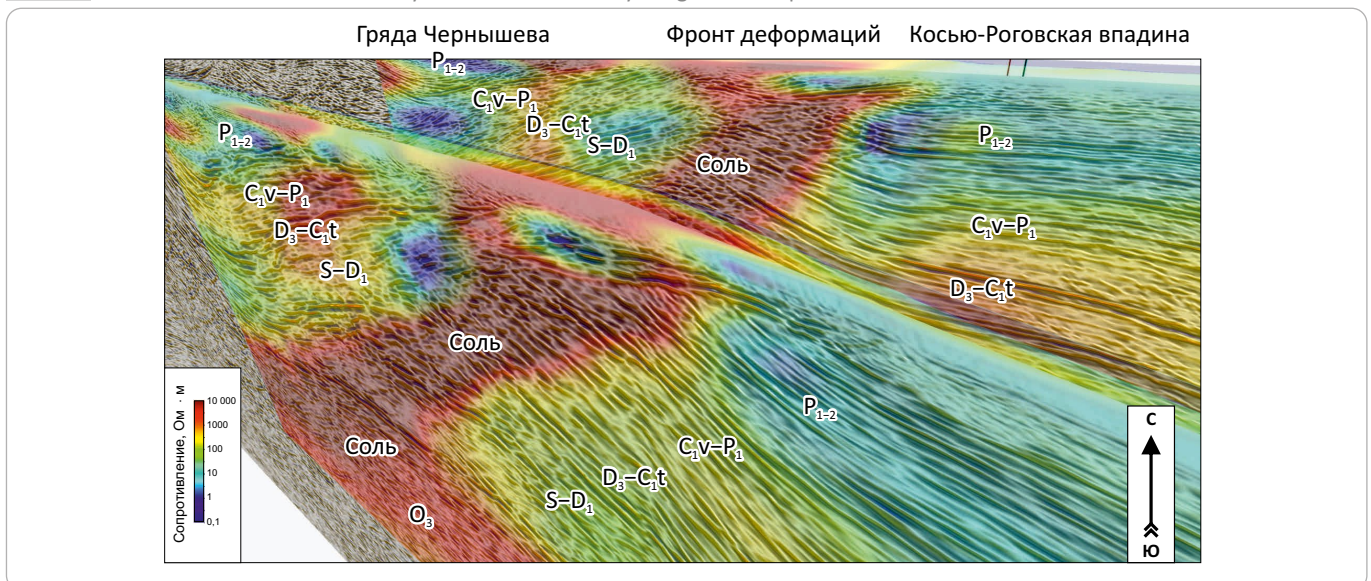 Гряда Чернышева Фронт деформаций Косью-Роговская впадина
P₁₋₂
C₁v–P₁
D₃–C₁t
S–D₁
Соль
P₁₋₂
P₁₋₂
C₁v–P₁
D₃–C₁t
S–D₁
C₁v–P₁
D₃–C₁t
Соль
Соль
O₃
S–D₁
D₃–C₁t
C₁v–P₁
P₁₋₂
Сопротивление, Ом · м
10 000
1000
100
10
1
0,1
С
Ю